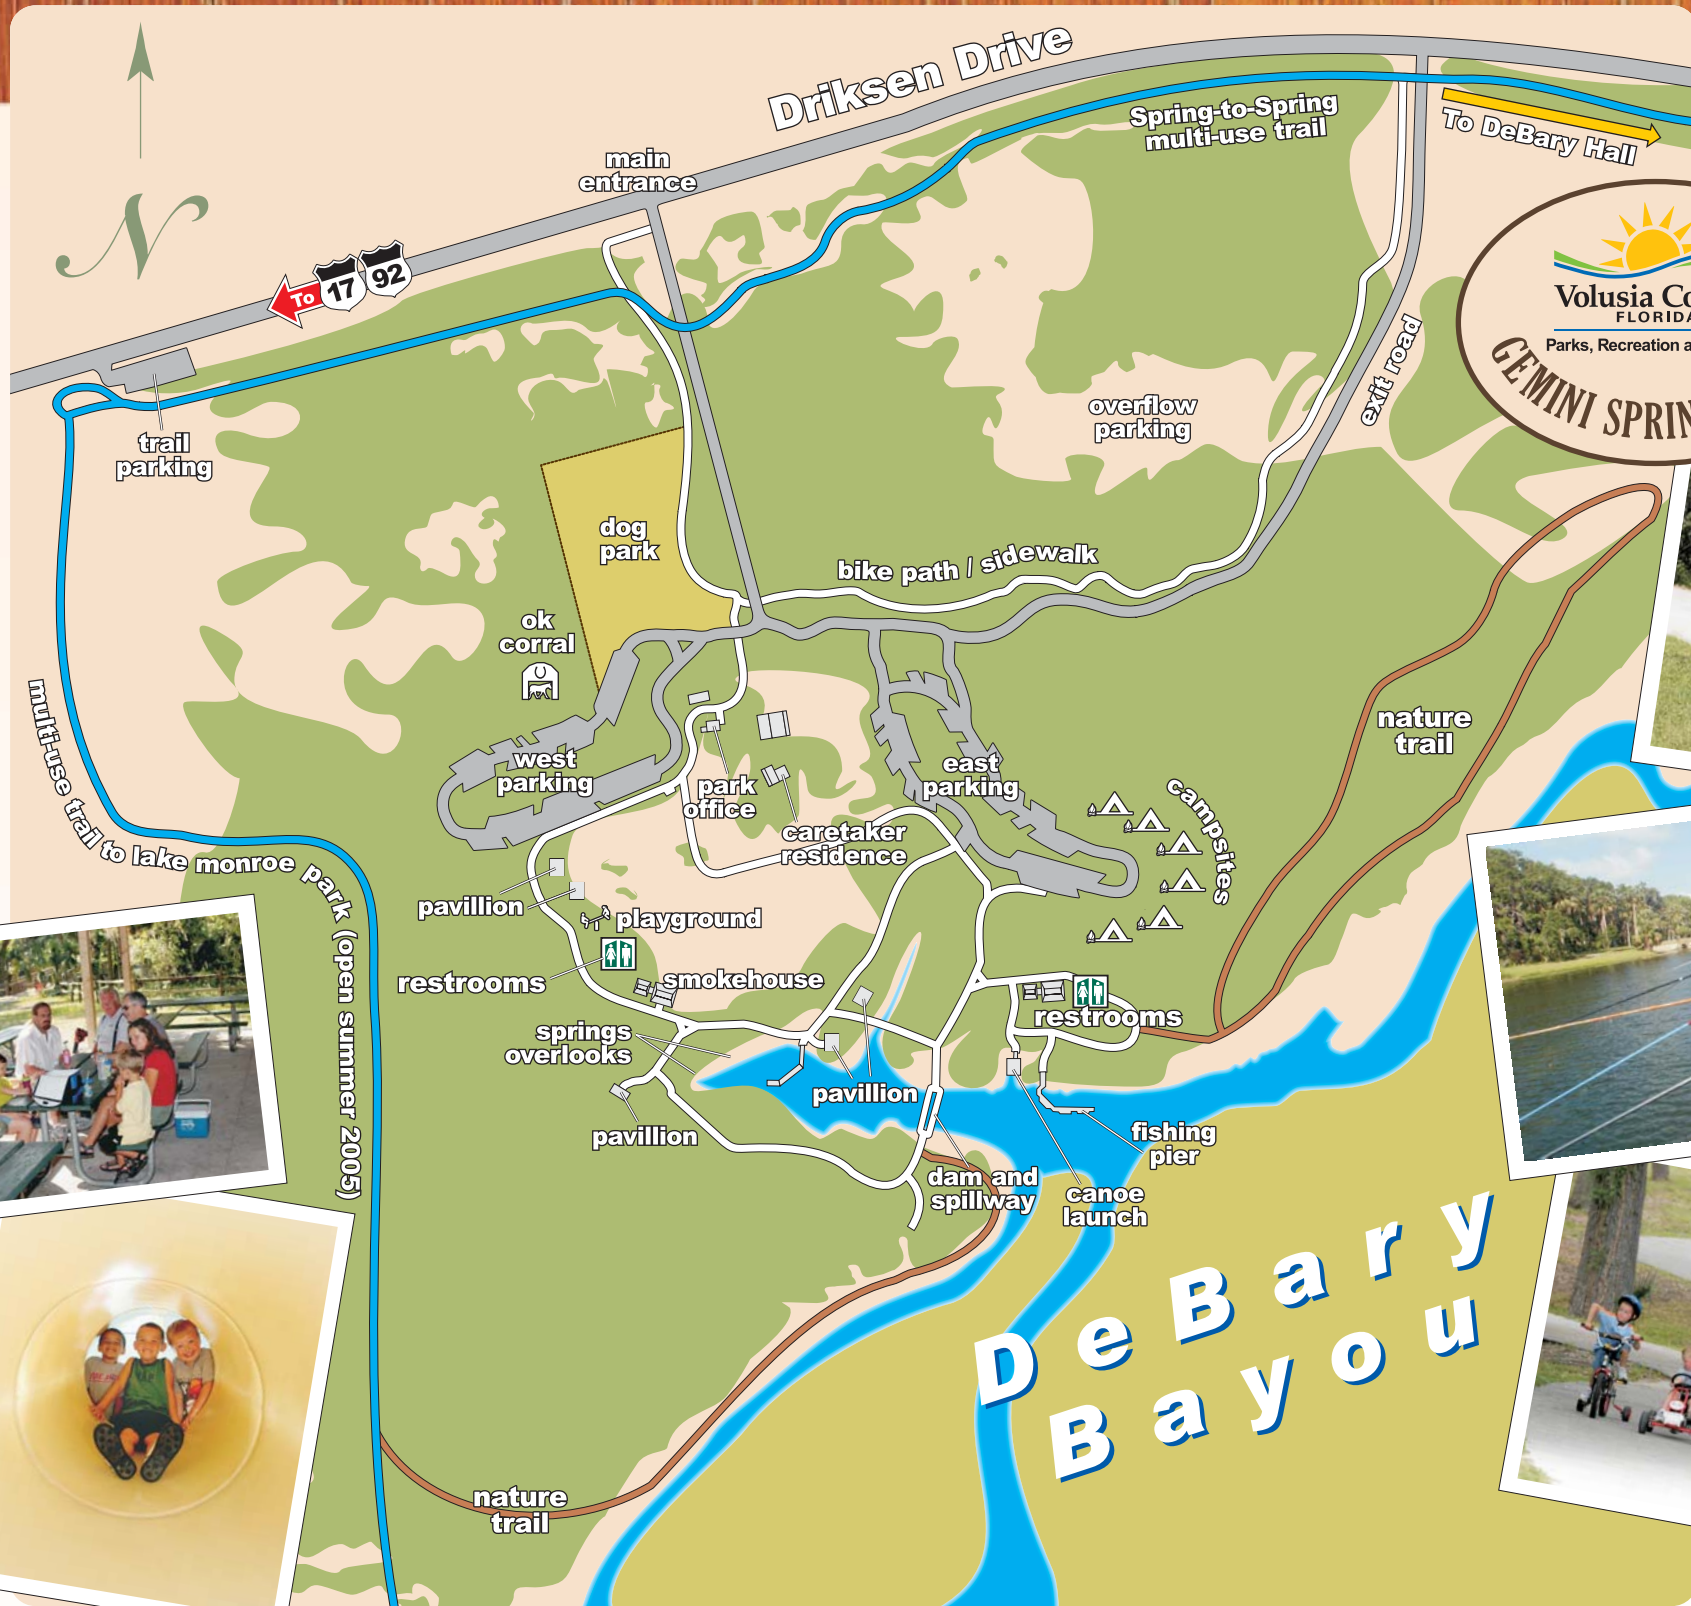 Driksen Drive
Spring-to-Spring
multi-use trail
To DeBary Hall
main
entrance
N
To 17 92
Volusia Co
FLORIDA
Parks, Recreation a
GEMINI SPRIN
trail
parking
overflow
parking
exit road
dog
park
bike path / sidewalk
ok
corral
multi-use trail to lake monroe park (open summer 2005)
nature
trail
west
parking
park
office
east
parking
campsites
caretaker
residence
pavillion
playground
restrooms
smokehouse
restrooms
springs
overlooks
pavillion
pavillion
fishing
pier
dam and
spillway
canoe
launch
DeBary
Bayou
nature
trail